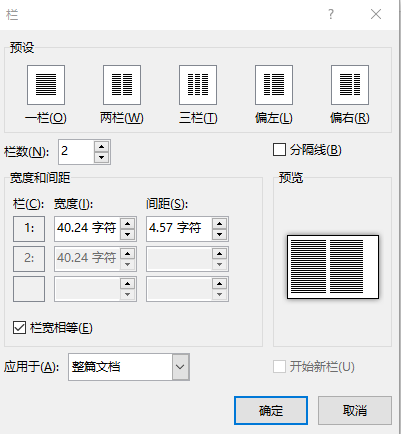 栏
预设
一栏(O) 两栏(W) 三栏(T) 偏左(L) 偏右(R)
栏数(N): 2
分隔线(B)
宽度和间距
预览
栏(C): 宽度(I): 间距(S):
1: 40.24 字符 4.57 字符
2: 40.24 字符
栏宽相等(E)
应用于(A): 整篇文档
开始新栏(U)
确定 取消